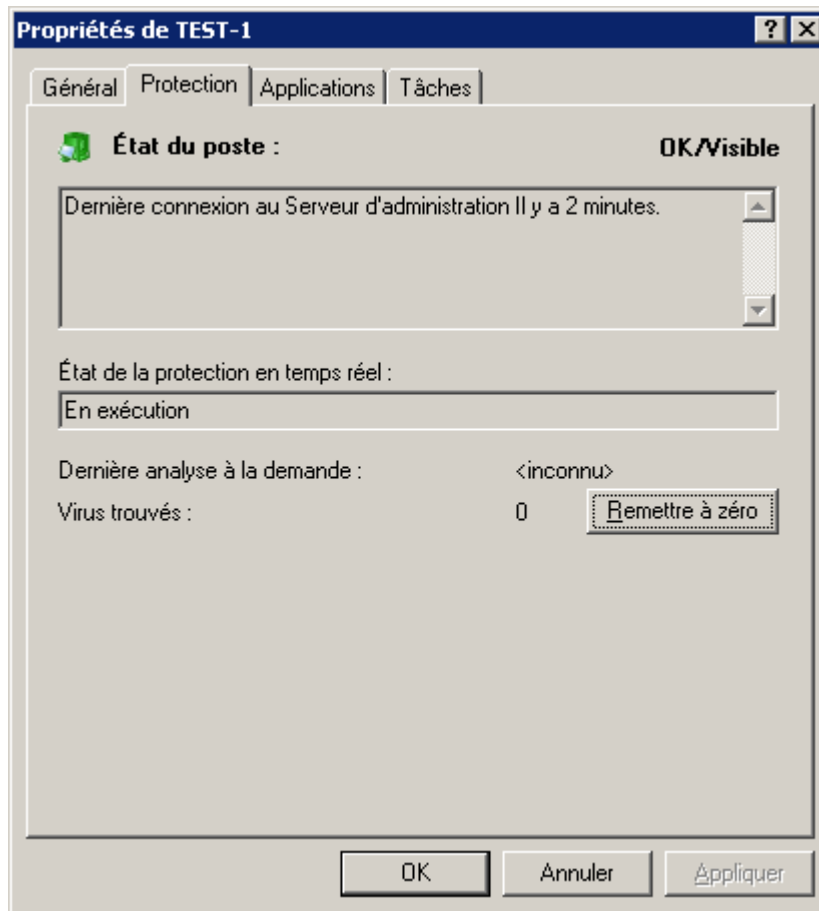 Propriétés de TEST-1
Général Protection Applications Tâches
État du poste : OK/Visible
Dernière connexion au Serveur d'administration Il y a 2 minutes.
État de la protection en temps réel :
En exécution
Dernière analyse à la demande : <inconnu>
Virus trouvés : 0 Remettre à zéro
OK Annuler Appliquer